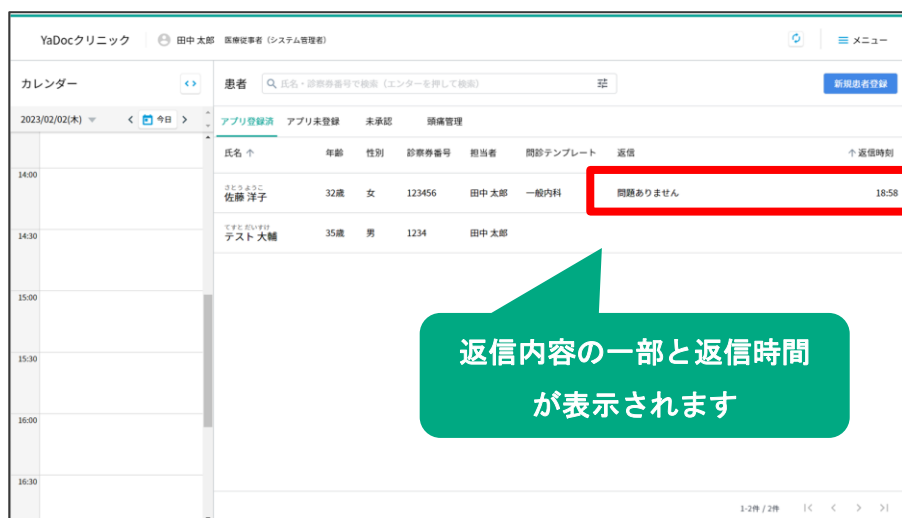 YaDocクリニック 田中 太郎 医療従事者（システム管理者） メニュー
カレンダー
2023/02/02(木) 今日
14:00
14:30
15:00
15:30
16:00
16:30
患者 氏名・診察券番号で検索（エンターを押して検索） 新規患者登録
アプリ登録済 アプリ未登録 未承認 頭痛管理
氏名 年齢 性別 診察券番号 担当者 問診テンプレート 返信 返信時刻
さとう ようこ
佐藤 洋子 32歳 女 123456 田中 太郎 一般内科 問題ありません 18:58
てすと だいすけ
テスト 大輔 35歳 男 1234 田中 太郎
返信内容の一部と返信時間
が表示されます
1-2件 / 2件